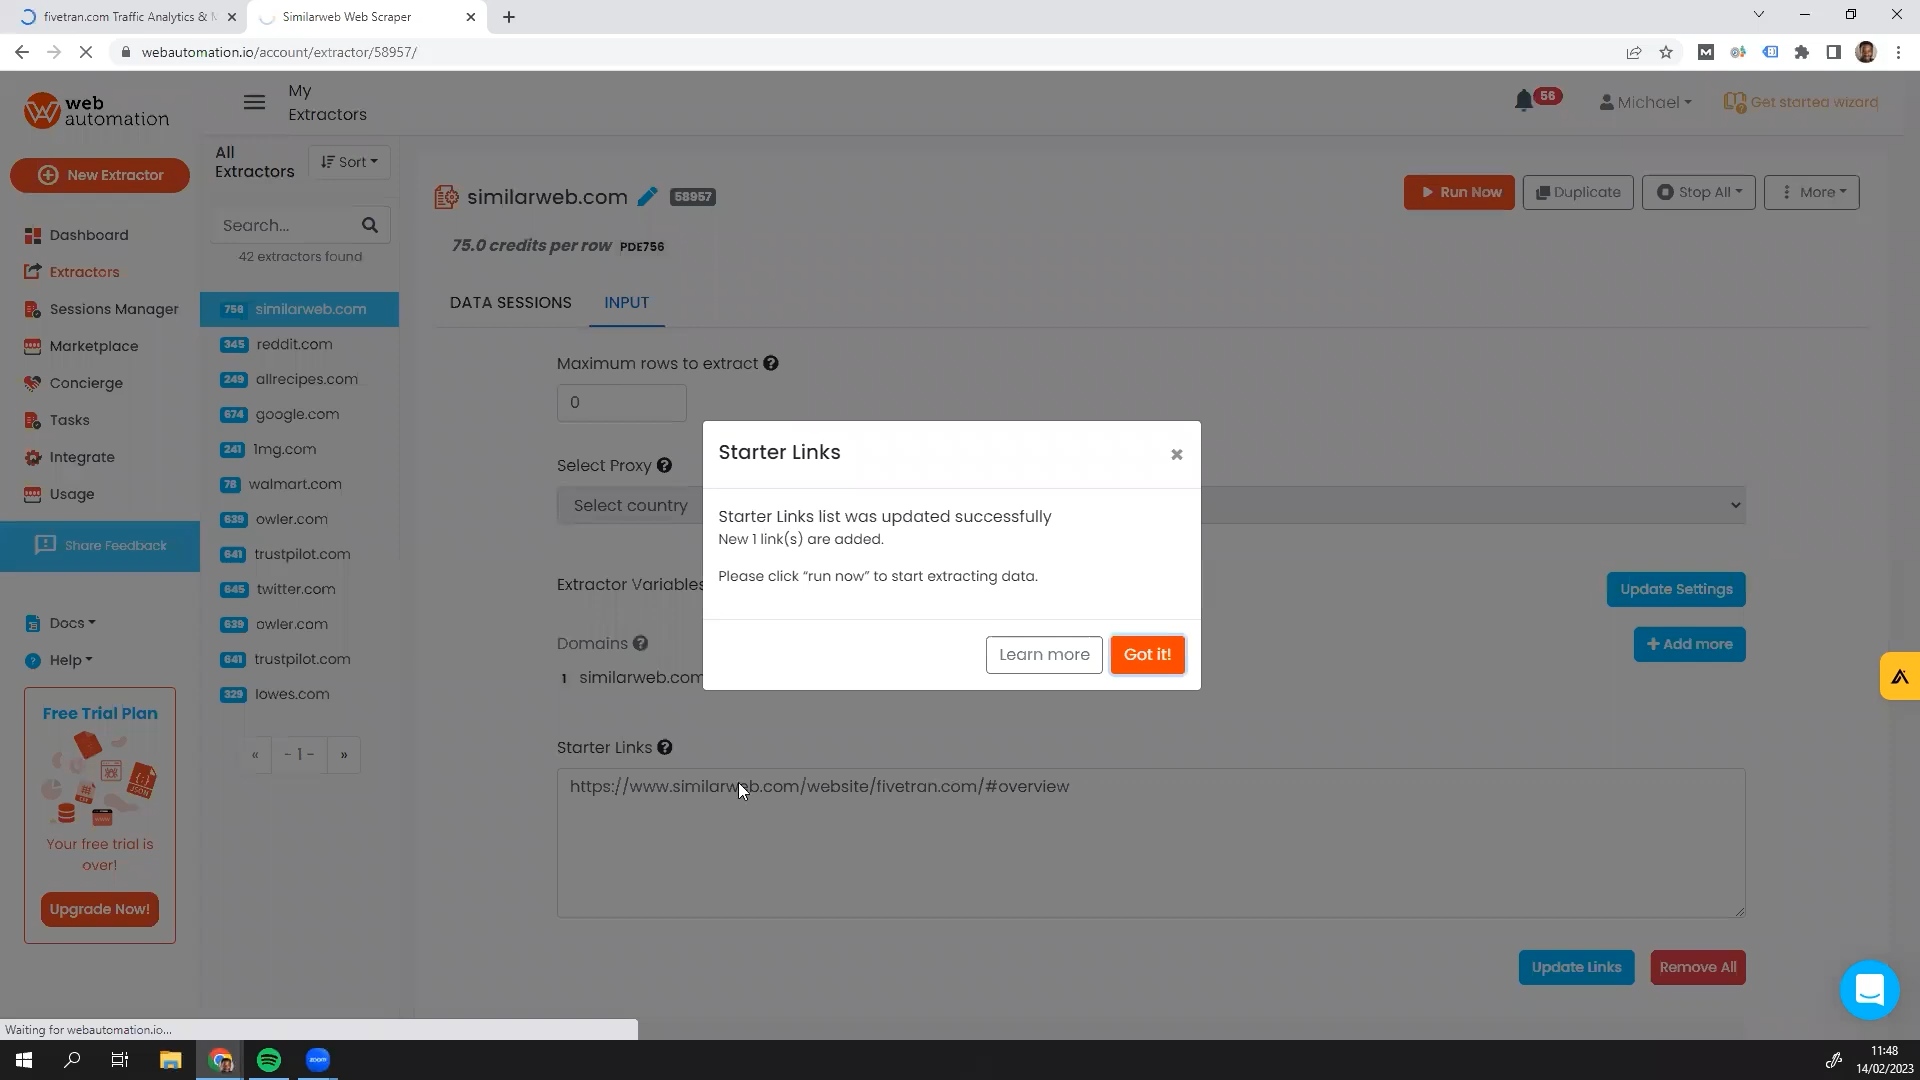 fivetran.com Traffic Analytics & M
Similarweb Web Scraper
webautomation.io/account/extractor/58957/
web
automation
My
Extractors
56
Michael
Get started wizard
New Extractor
Dashboard
Extractors
Sessions Manager
Marketplace
Concierge
Tasks
Integrate
Usage
Share Feedback
Docs
Help
Free Trial Plan
Your free trial is
over!
Upgrade Now!
All
Extractors
Sort
Search...
42 extractors found
756 similarweb.com
345 reddit.com
249 allrecipes.com
674 google.com
241 1mg.com
78 walmart.com
639 owler.com
641 trustpilot.com
645 twitter.com
639 owler.com
641 trustpilot.com
329 lowes.com
« - 1 - »
similarweb.com 58957
Run Now
Duplicate
Stop All
More
75.0 credits per row PDE756
DATA SESSIONS
INPUT
Maximum rows to extract
0
Select Proxy
Select country
Extractor Variables
Update Settings
Domains
Add more
1 similarweb.com
Starter Links
Starter Links list was updated successfully
New 1 link(s) are added.
Please click “run now” to start extracting data.
Learn more
Got it!
Starter Links
https://www.similarweb.com/website/fivetran.com/#overview
Update Links
Remove All
Waiting for webautomation.io...
zoom
11:48
14/02/2023